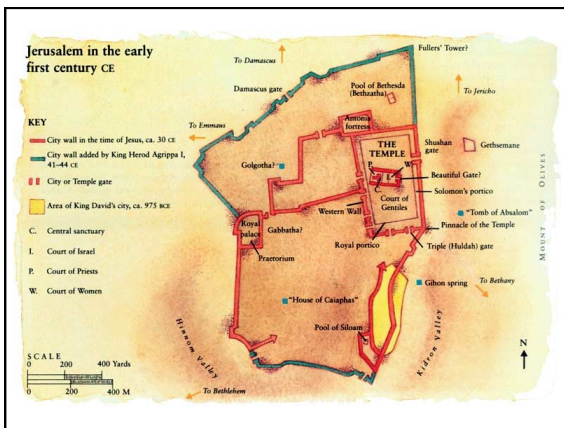 Jerusalem in the early
first century CE
To Damascus
Fullers' Tower?
Damascus gate
Pool of Bethesda
(Bethzatha)
To Jericho
To Emmaus
Antonia
fortress
KEY
City wall in the time of Jesus, ca. 30 CE
City wall added by King Herod Agrippa I,
41-44 CE
City or Temple gate
Area of King David's city, ca. 975 BCE
C. Central sanctuary
I. Court of Israel
P. Court of Priests
W. Court of Women
THE
TEMPLE
Shushan
gate
Gethsemane
Golgotha?
P.
W.
C.
I.
Beautiful Gate?
Court of
Gentiles
Solomon's portico
Western Wall
"Tomb of Absalom"
MOUNT OF OLIVES
Royal
palace
Gabbatha?
Pinnacle of the Temple
Royal portico
Triple (Huldah) gate
Praetorium
Gihon spring
To Bethany
"House of Caiaphas"
Pool of Siloam
Hinnom Valley
Kidron Valley
N
SCALE
0 200 400 Yards
0 200 400 M
To Bethlehem